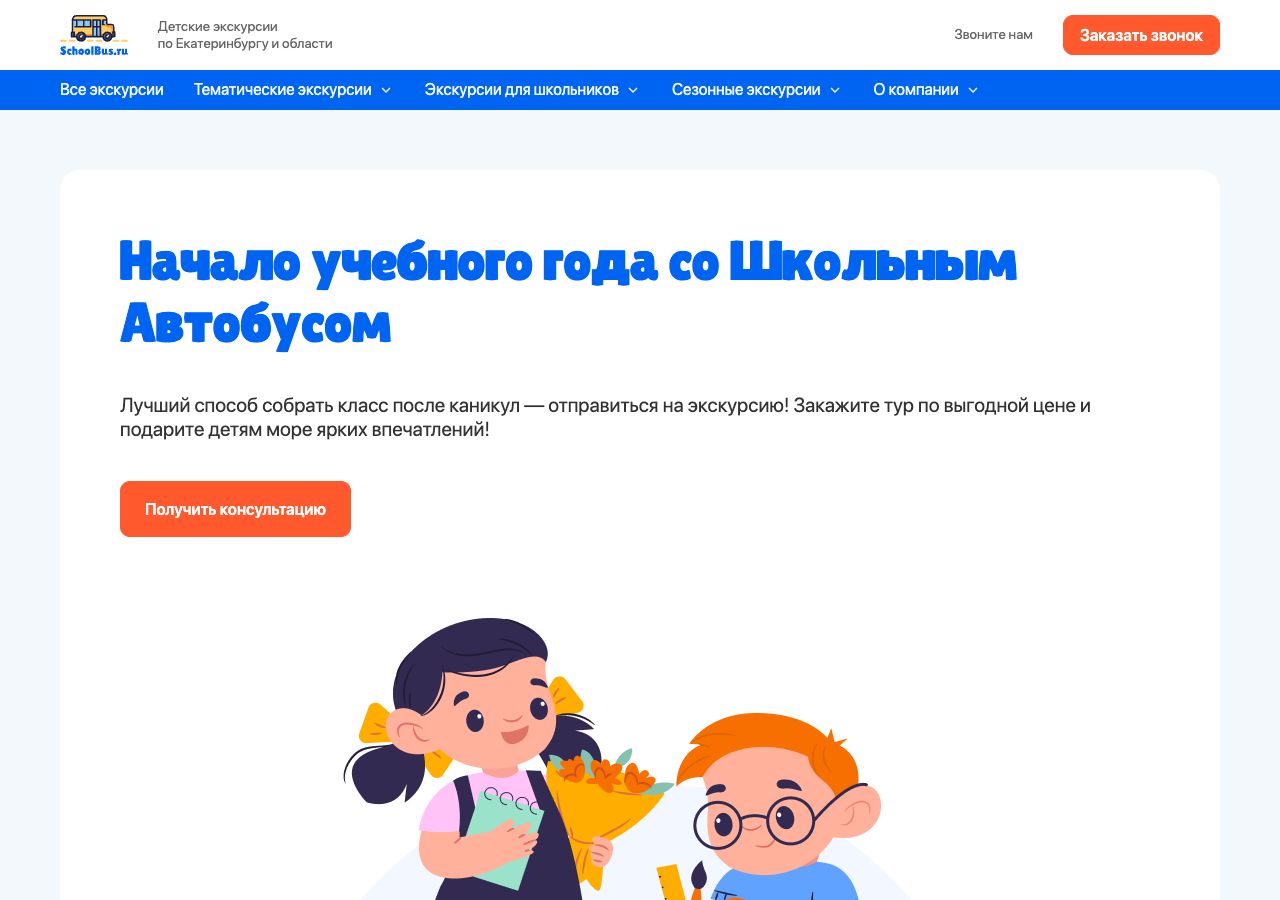 SchoolBus.ru
Детские экскурсии
по Екатеринбургу и области
Звоните нам
Заказать звонок
Все экскурсии
Тематические экскурсии
Экскурсии для школьников
Сезонные экскурсии
О компании
Начало учебного года со Школьным
Автобусом
Лучший способ собрать класс после каникул — отправиться на экскурсию! Закажите тур по выгодной цене и
подарите детям море ярких впечатлений!
Получить консультацию